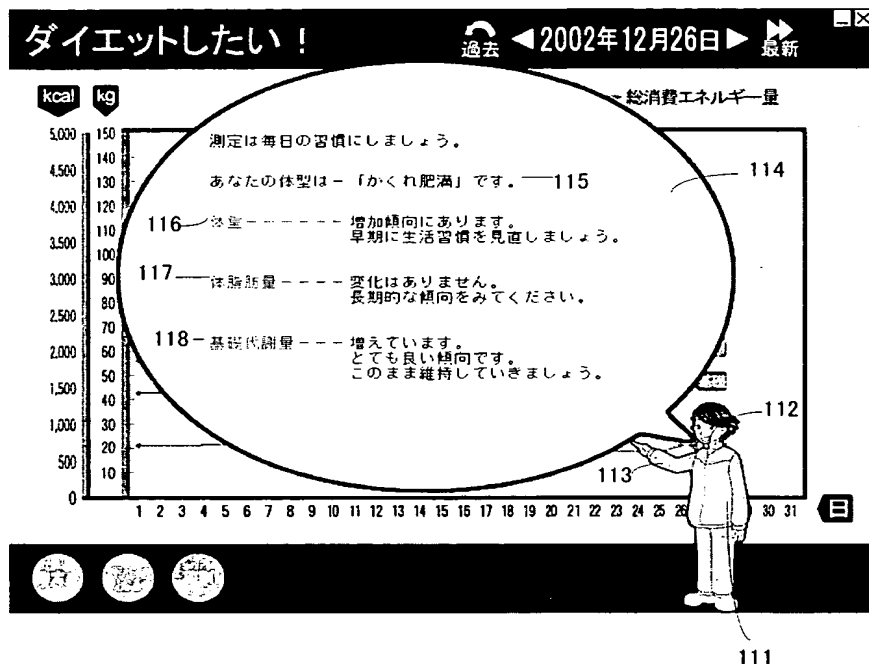 ダイエットしたい！
過去 ◀2002年12月26日▶ 最新
kcal kg
総消費エネルギー量
測定は毎日の習慣にしましょう。
あなたの体型は－「かくれ肥満」です。 115
114
116 体重－－－－－－増加傾向にあります。
早期に生活習慣を見直しましょう。
117 体脂肪量－－－－変化はありません。
長期的な傾向をみてください。
118 基礎代謝量－－－増えています。
とても良い傾向です。
このまま維持していきましょう。
5,000 150
140
4,500 130
4,000 120
110
3,500 100
3,000 90
80
2,500 70
2,000 60
50
1,500 40
1,000 30
20
500 10
0
112
113
1 2 3 4 5 6 7 8 9 10 11 12 13 14 15 16 17 18 19 20 21 22 23 24 25 26 30 31 日
111